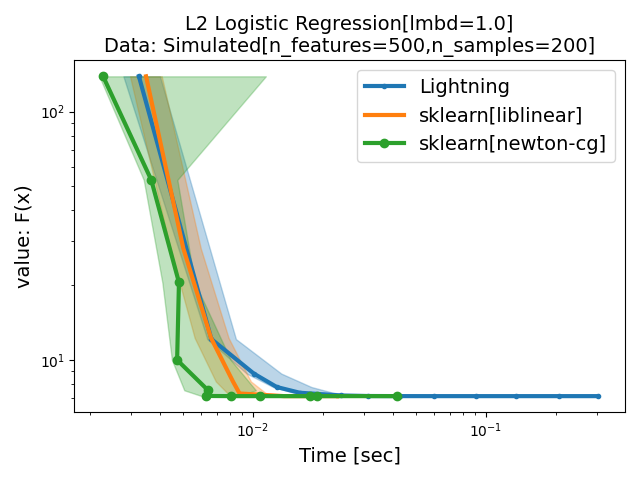 L2 Logistic Regression[lmbd=1.0]
Data: Simulated[n_features=500,n_samples=200]
Lightning
sklearn[liblinear]
sklearn[newton-cg]
value: F(x)
10²
10¹
10⁻²
10⁻¹
Time [sec]